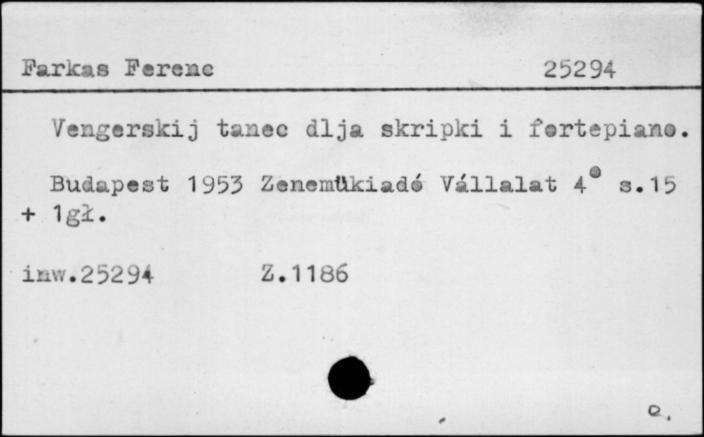 Farkas Ferenc 25294
Vengerskij tanec dlja skripki i fortepiano.
Budapest 1953 Zeneműkiadó Vállalat 4° s.15
+ 1gł.
inw.25294 Z.1186
e.